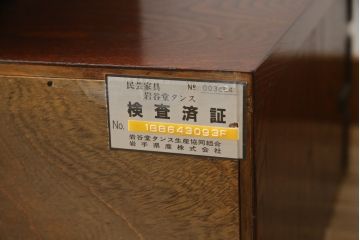 民芸家具
岩谷堂タンス
検査済証
No. 168643093F
岩谷堂タンス生産協同組合
岩手県産株式会社